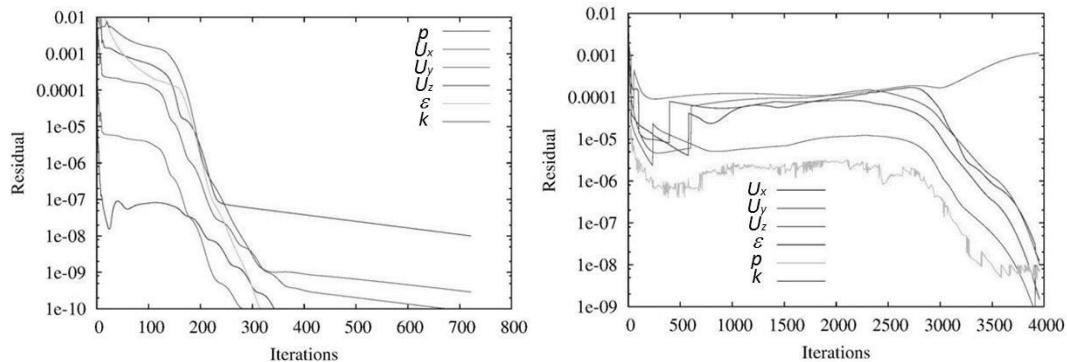 0.01
0.001
0.0001
1e-05
1e-06
1e-07
1e-08
1e-09
1e-10
Residual
0 100 200 300 400 500 600 700 800
Iterations
p
Ux
Uy
Uz
ε
k
0.01
0.001
0.0001
1e-05
1e-06
1e-07
1e-08
1e-09
Residual
0 500 1000 1500 2000 2500 3000 3500 4000
Iterations
Ux
Uy
Uz
ε
p
k